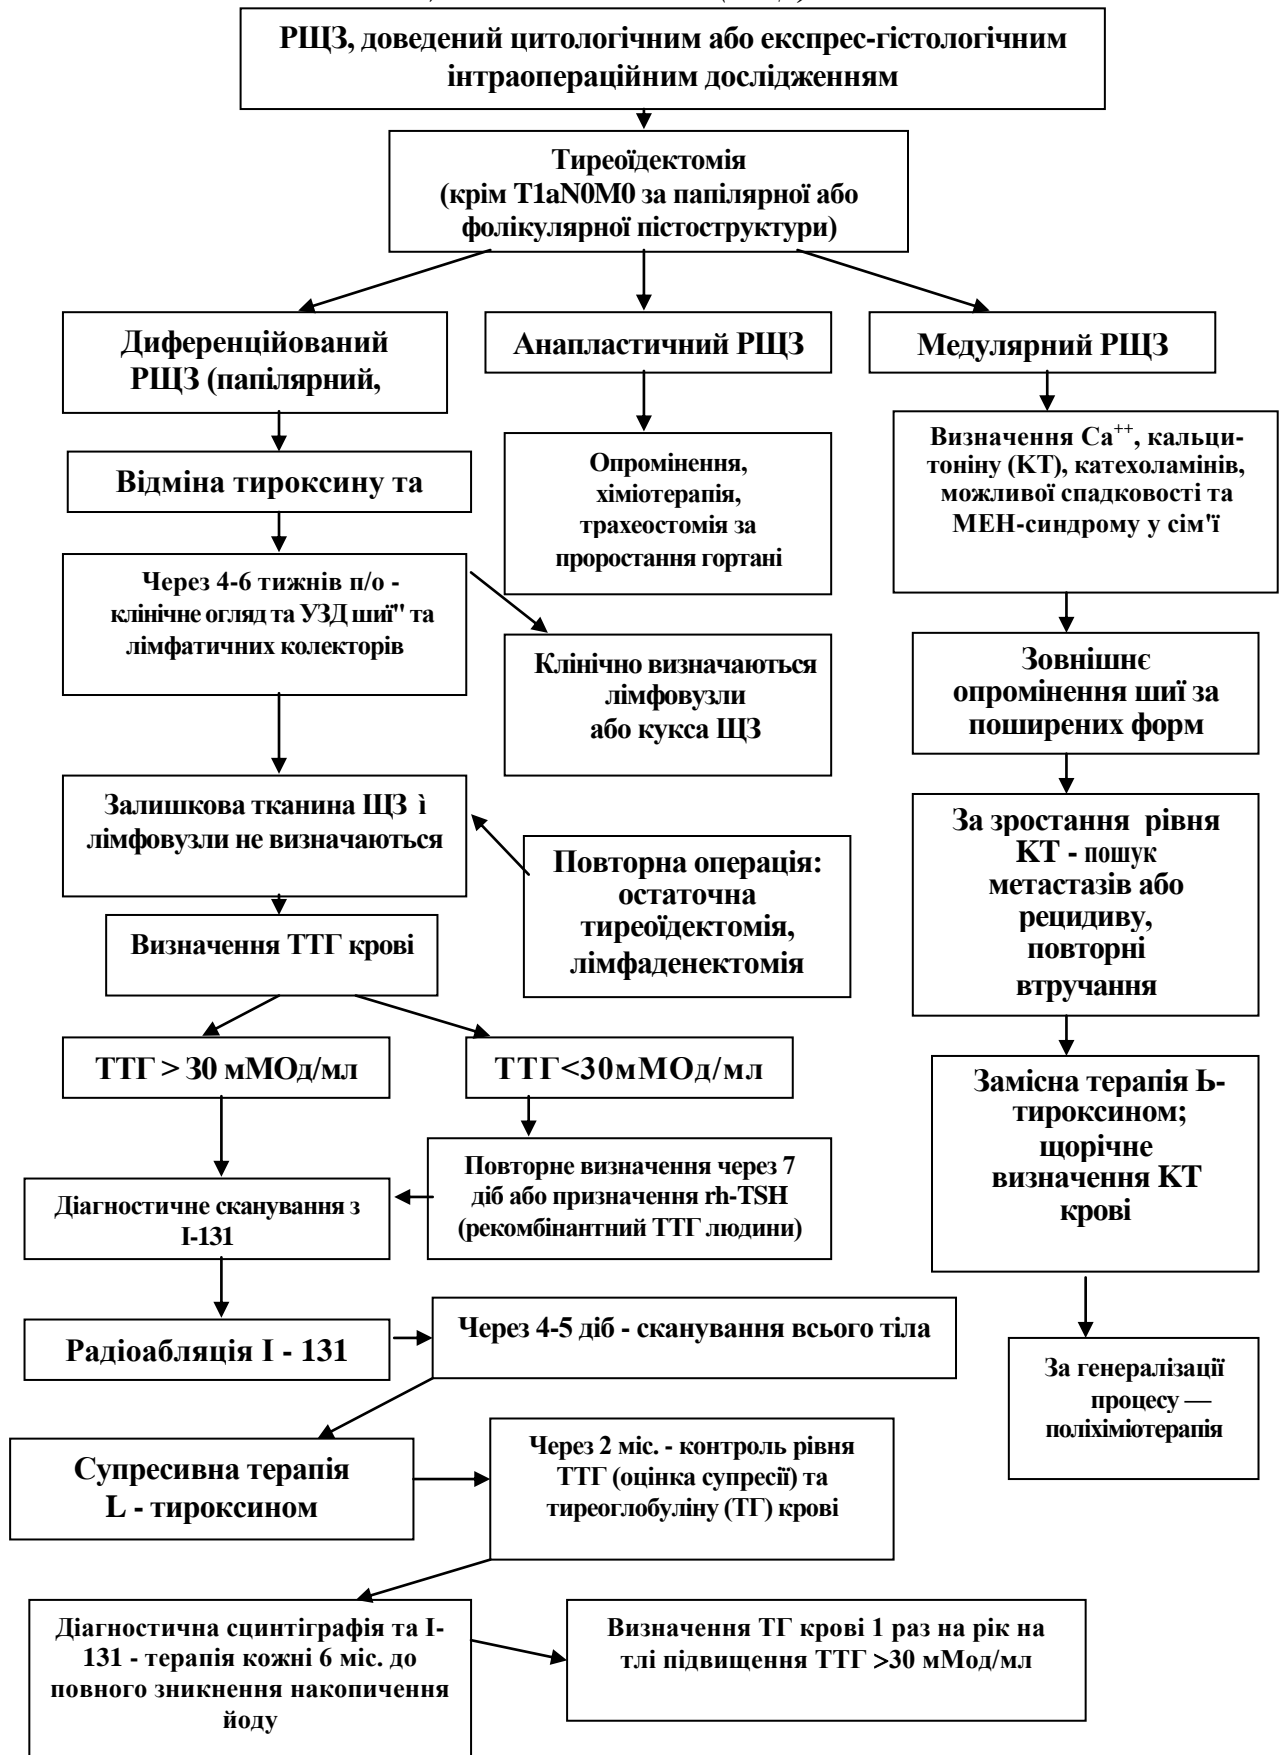 РЩЗ, доведений цитологічним або експрес-гістологічним
інтраопераційним дослідженням
Тиреоїдектомія
(крім T1aN0M0 за папілярної або
фолікулярної пістоструктури)
Диференційований
РЩЗ (папілярний,
Анапластичний РЩЗ
Медулярний РЩЗ
Відміна тироксину та
Опромінення,
хіміотерапія,
трахеостомія за
проростання гортані
Визначення Са⁺⁺, кальци-
тоніну (КТ), катехоламінів,
можливої спадковості та
МЕН-синдрому у сім'ї
Через 4-6 тижнів п/о -
клінічне огляд та УЗД шиї" та
лімфатичних колекторів
Клінічно визначаються
лімфовузли
або кукса ЩЗ
Зовнішнє
опромінення шиї за
поширених форм
Залишкова тканина ЩЗ ì
лімфовузли не визначаються
Повторна операція:
остаточна
тиреоїдектомія,
лімфаденектомія
За зростання рівня
КТ - пошук
метастазів або
рецидиву,
повторні
втручання
Визначення ТТГ крові
ТТГ > 30 мМОд/мл
ТТГ<30мМОд/мл
Замісна терапія Ь-
тироксином;
щорічне
визначення КТ
крові
Діагностичне сканування з
І-131
Повторне визначення через 7
діб або призначення rh-TSH
(рекомбінантний ТТГ людини)
Радіоабляція І - 131
Через 4-5 діб - сканування всього тіла
За генералізації
процесу —
поліхіміотерапія
Супресивна терапія
L - тироксином
Через 2 міс. - контроль рівня
ТТГ (оцінка супресії) та
тиреоглобуліну (ТГ) крові
Діагностична сцинтіграфія та І-
131 - терапія кожні 6 міс. до
повного зникнення накопичення
йоду
Визначення ТГ крові 1 раз на рік на
тлі підвищення ТТГ >30 мМод/мл